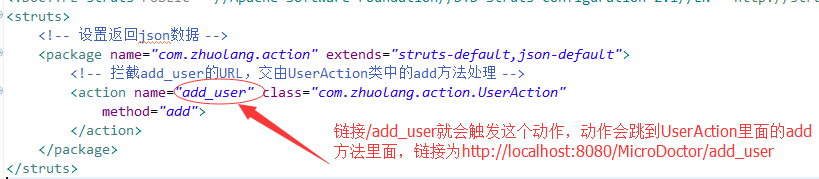 <struts>
<!-- 设置返回json数据 -->
<package name="com.zhuolang.action" extends="struts-default,json-default">
<!-- 拦截add_user的URL，交由UserAction类中的add方法处理 -->
<action name="add_user" class="com.zhuolang.action.UserAction"
method="add">
</action>
</package>
</struts>
链接/add_user就会触发这个动作，动作会跳到UserAction里面的add
方法里面，链接为http://localhost:8080/MicroDoctor/add_user